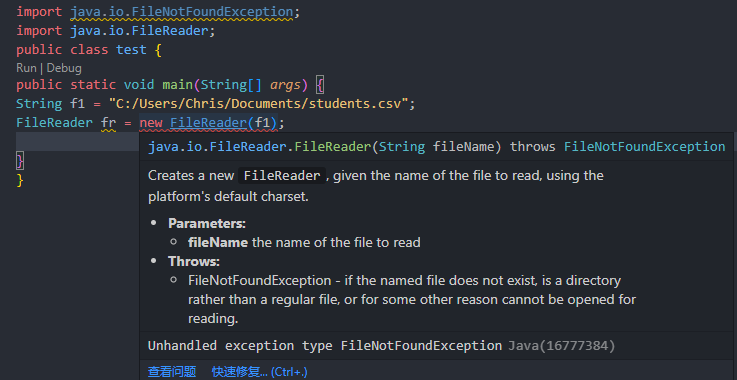 import java.io.FileNotFoundException;
import java.io.FileReader;
public class test {
Run | Debug
public static void main(String[] args) {
String f1 = "C:/Users/Chris/Documents/students.csv";
FileReader fr = new FileReader(f1);
java.io.FileReader.FileReader(String fileName) throws FileNotFoundException
}
Creates a new FileReader, given the name of the file to read, using the
}
platform's default charset.
• Parameters:
○ fileName the name of the file to read
• Throws:
○ FileNotFoundException - if the named file does not exist, is a directory
rather than a regular file, or for some other reason cannot be opened for
reading.
Unhandled exception type FileNotFoundException Java(16777384)
查看问题 快速修复... (Ctrl+.)